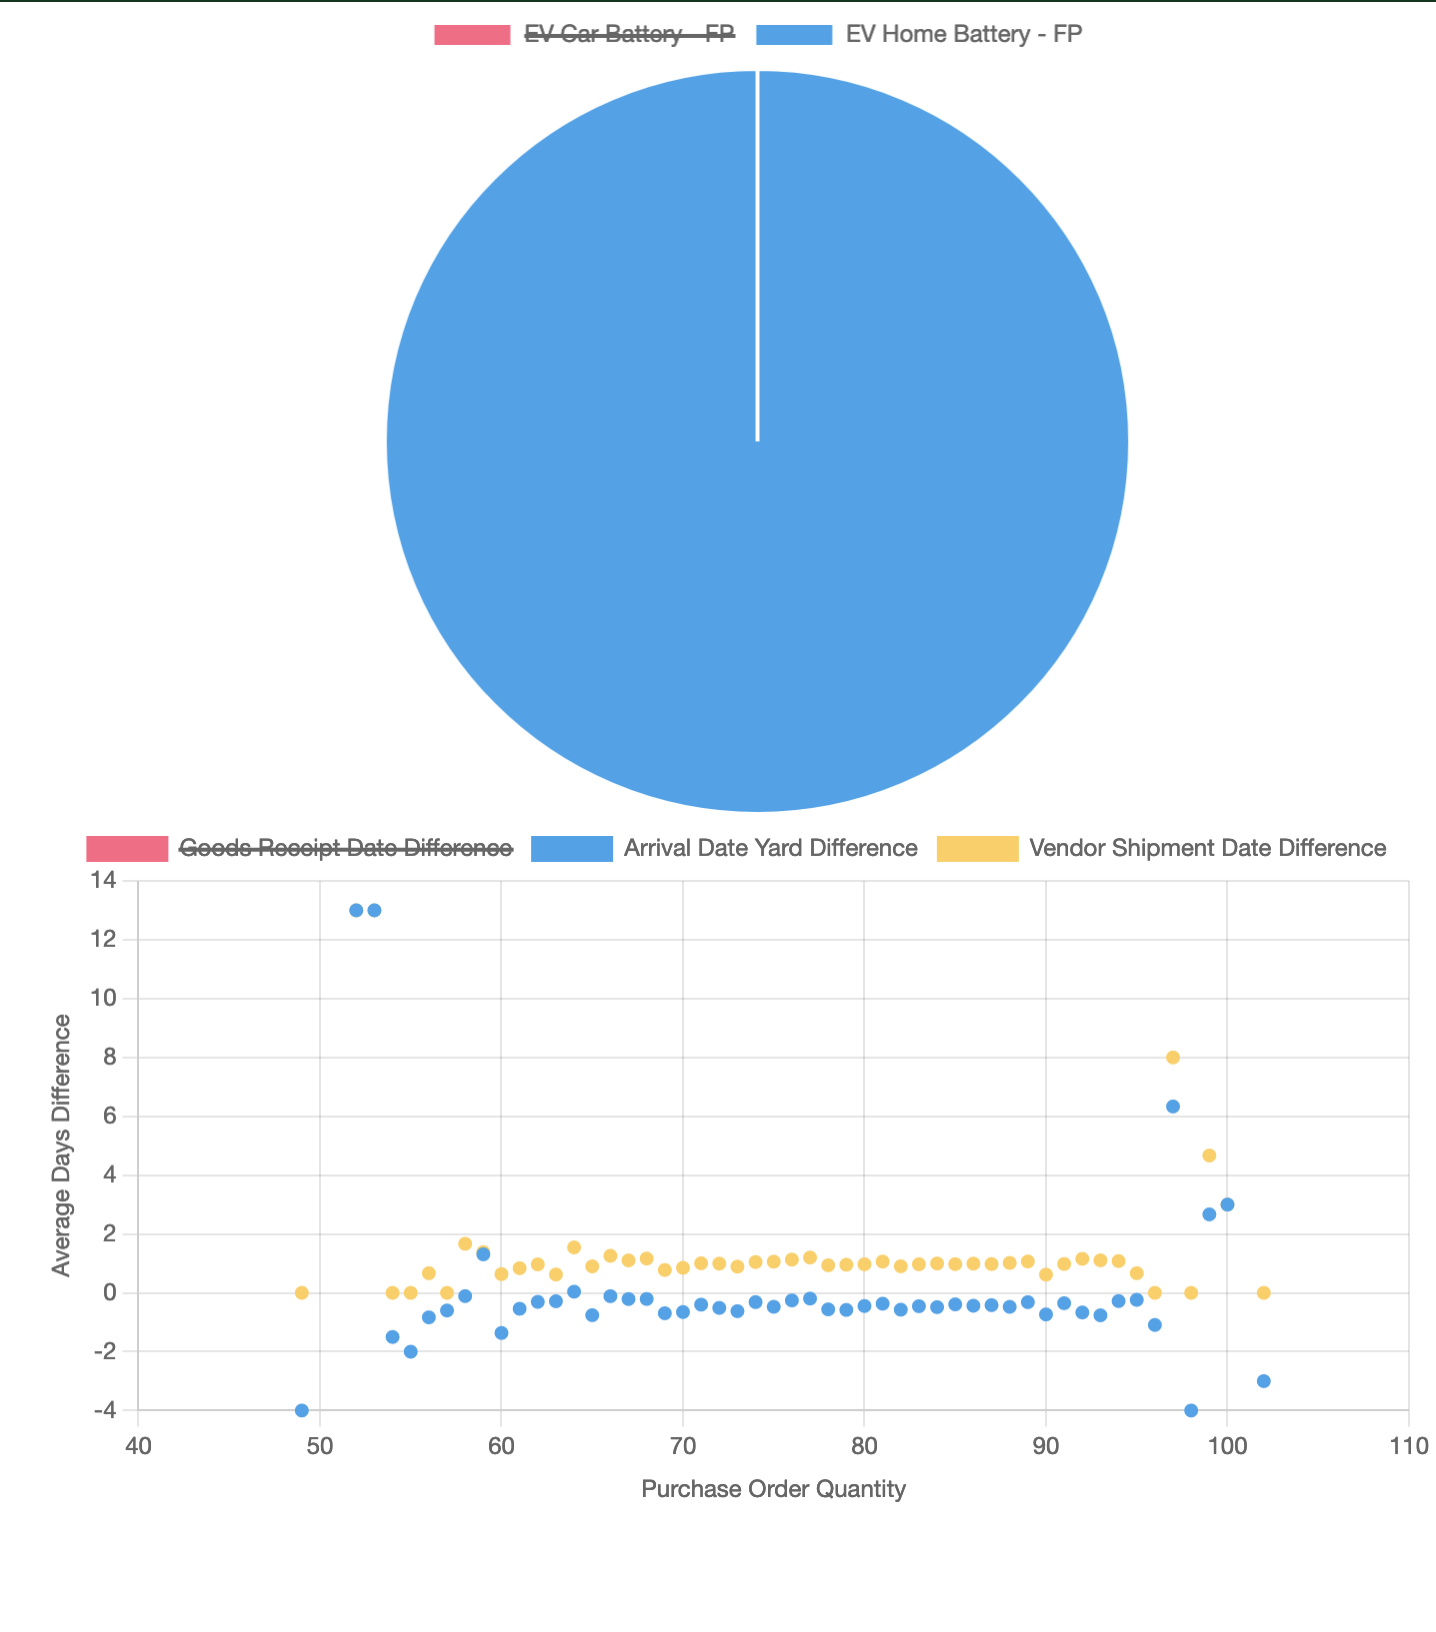 EV Car Battery - FP EV Home Battery - FP
Goods Receipt Date Difference Arrival Date Yard Difference Vendor Shipment Date Difference
14
12
10
8
6
4
2
0
-2
-4
Average Days Difference
40 50 60 70 80 90 100 110
Purchase Order Quantity